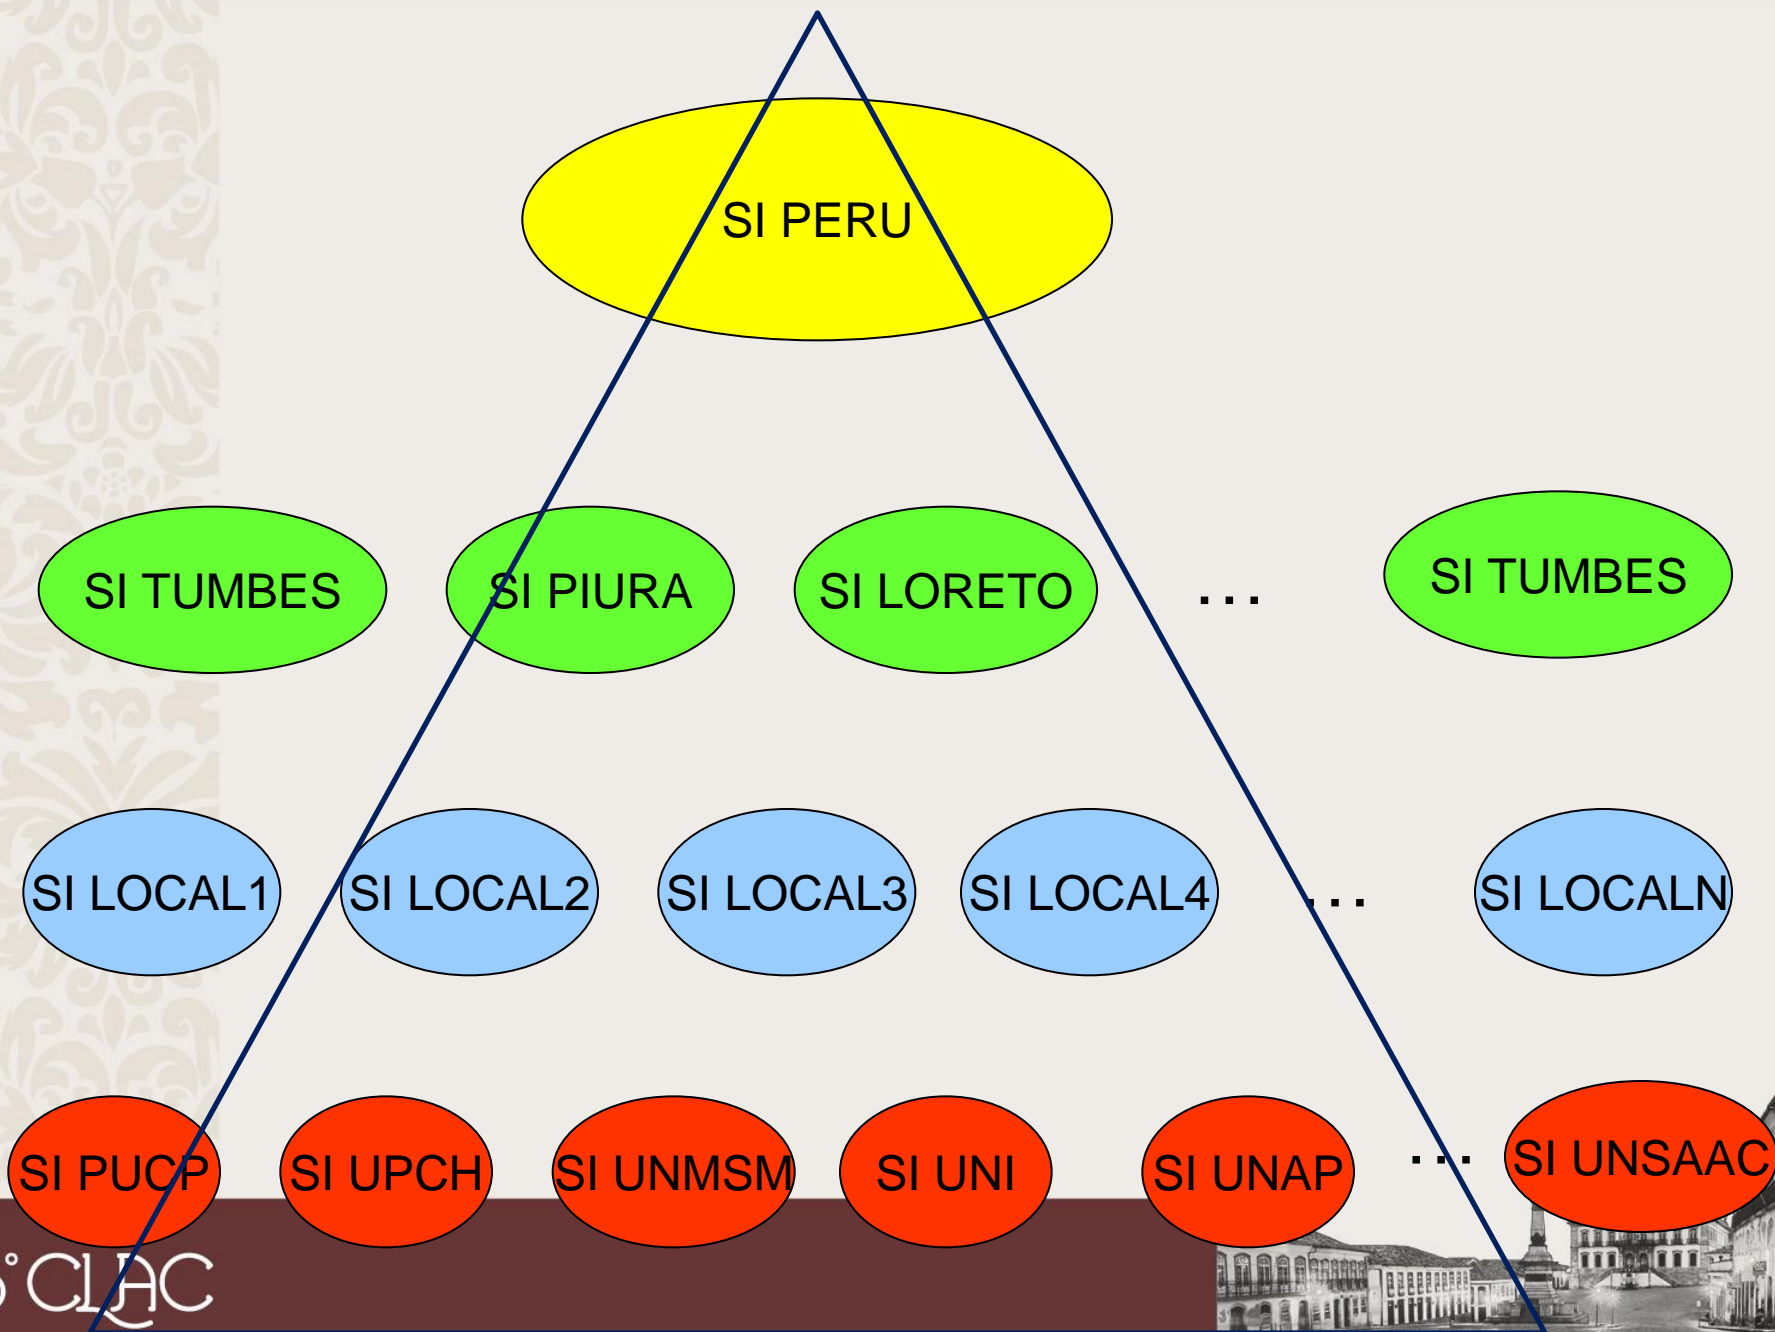 SI PERU
SI TUMBES SI PIURA SI LORETO ... SI TUMBES
SI LOCAL1 SI LOCAL2 SI LOCAL3 SI LOCAL4 ... SI LOCALN
SI PUCP SI UPCH SI UNMSM SI UNI SI UNAP ... SI UNSAAC
° CLAC